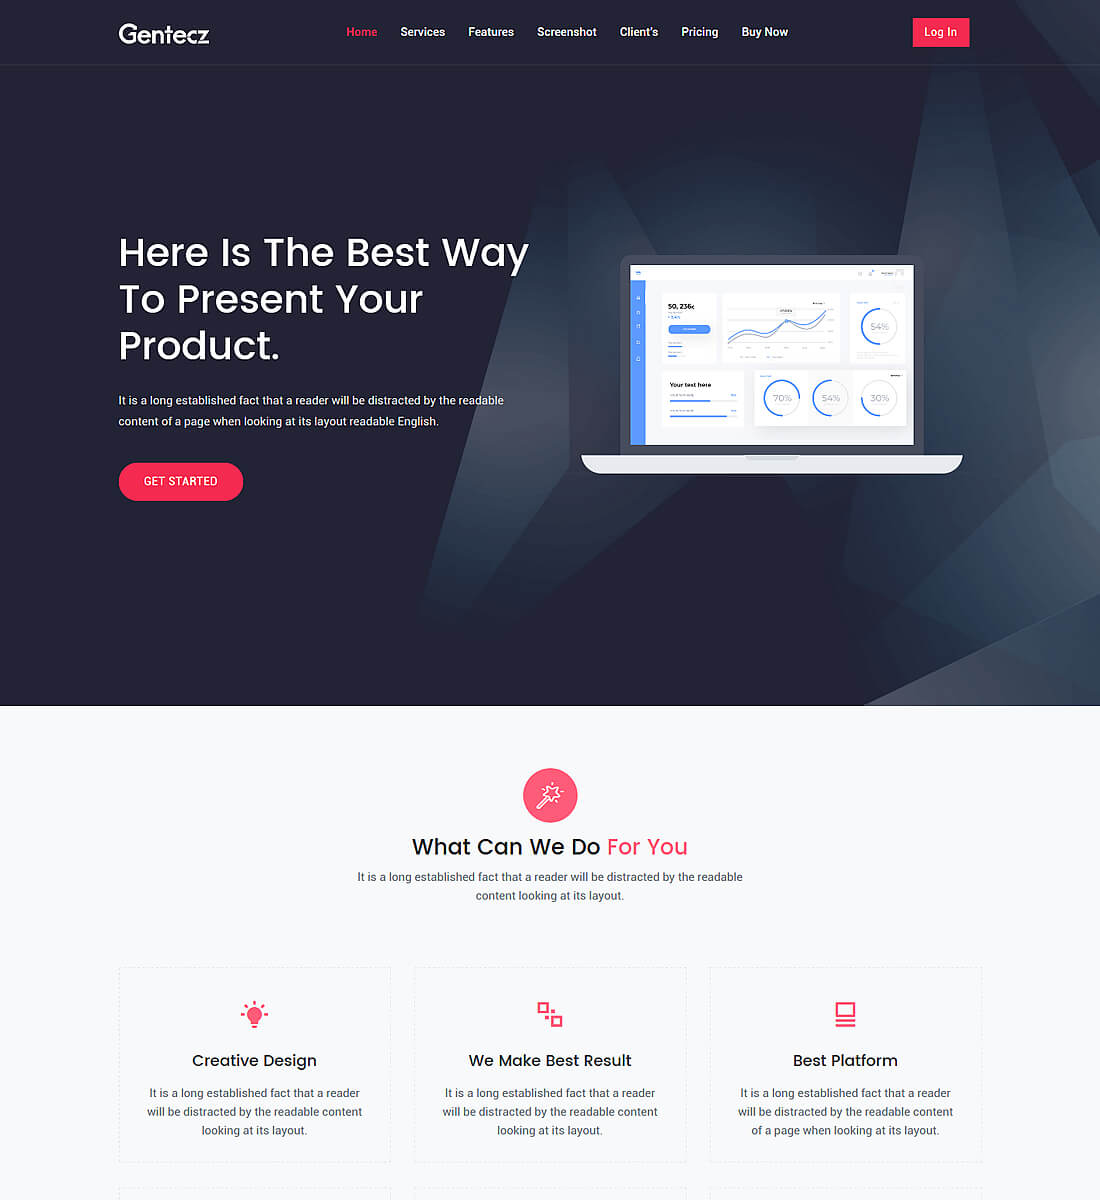 Gentecz
Home Services Features Screenshot Client's Pricing Buy Now
Log In
Here Is The Best Way
To Present Your
Product.
It is a long established fact that a reader will be distracted by the readable
content of a page when looking at its layout readable English.
GET STARTED
50, 236
54%
Your text here
70%
54%
30%
What Can We Do For You
It is a long established fact that a reader will be distracted by the readable
content looking at its layout.
Creative Design
It is a long established fact that a reader
will be distracted by the readable content
looking at its layout.
We Make Best Result
It is a long established fact that a reader
will be distracted by the readable content
looking at its layout.
Best Platform
It is a long established fact that a reader
will be distracted by the readable content
of a page when looking at its layout.